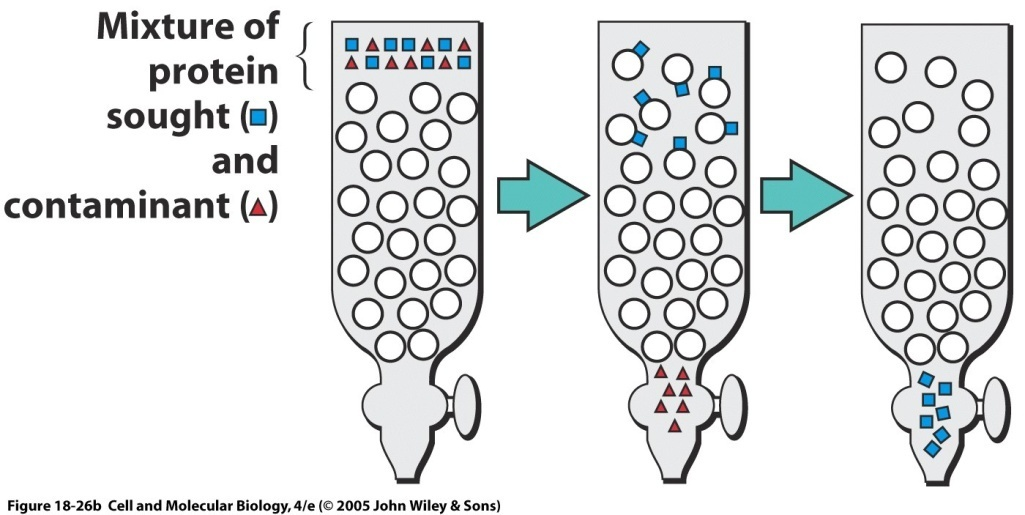 Mixture of
protein
sought (■)
and
contaminant (▲)
Figure 18-26b Cell and Molecular Biology, 4/e (© 2005 John Wiley & Sons)